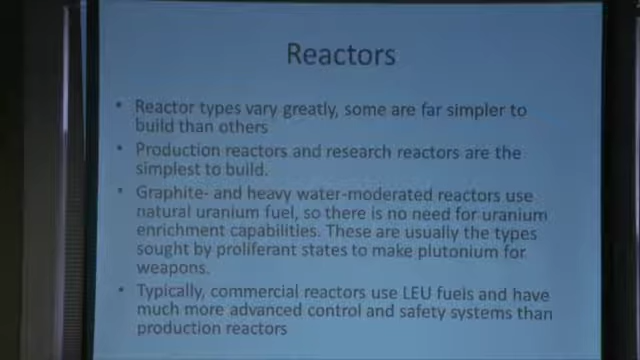 Reactors
• Reactor types vary greatly, some are far simpler to
build than others
• Production reactors and research reactors are the
simplest to build.
• Graphite- and heavy water-moderated reactors use
natural uranium fuel, so there is no need for uranium
enrichment capabilities. These are usually the types
sought by proliferant states to make plutonium for
weapons.
• Typically, commercial reactors use LEU fuels and have
much more advanced control and safety systems than
production reactors